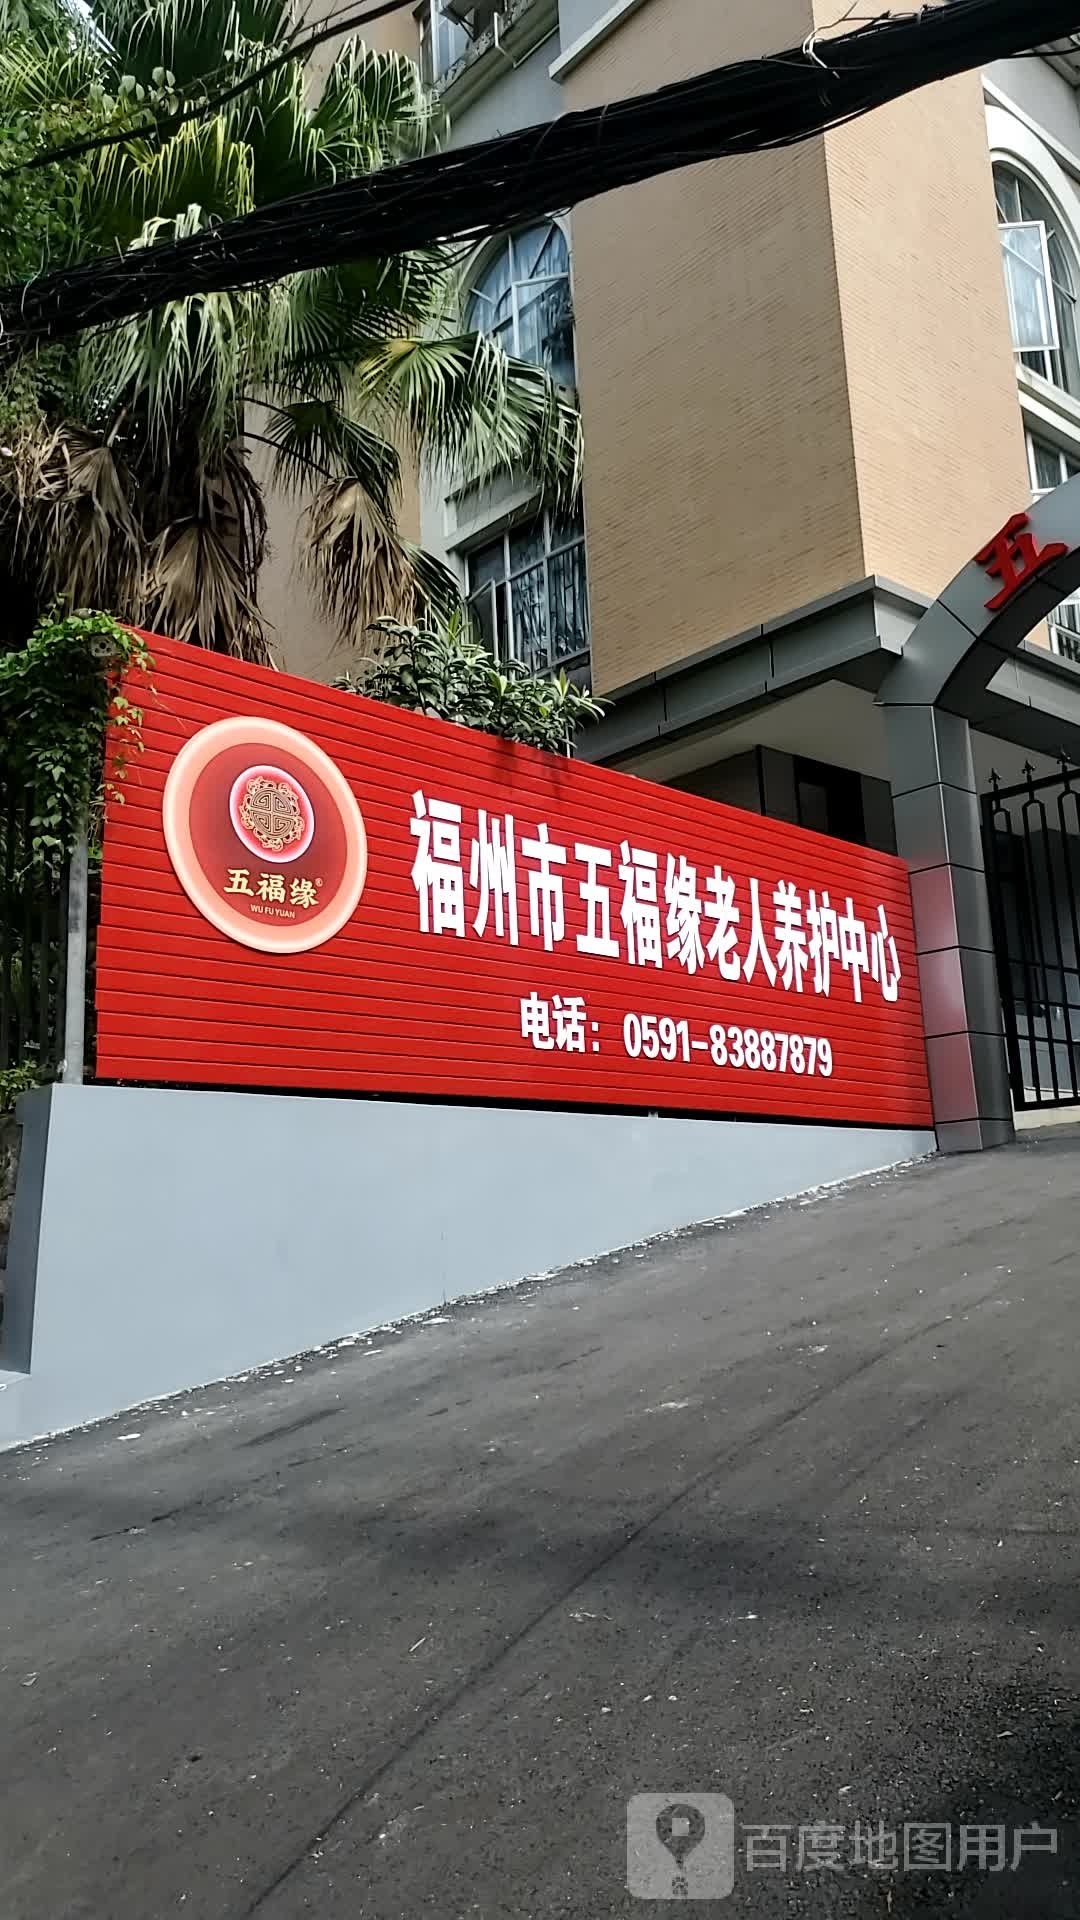 五
五福缘®
WU FU YUAN
福州市五福缘老人养护中心
电话：0591-83887879
百度地图用户